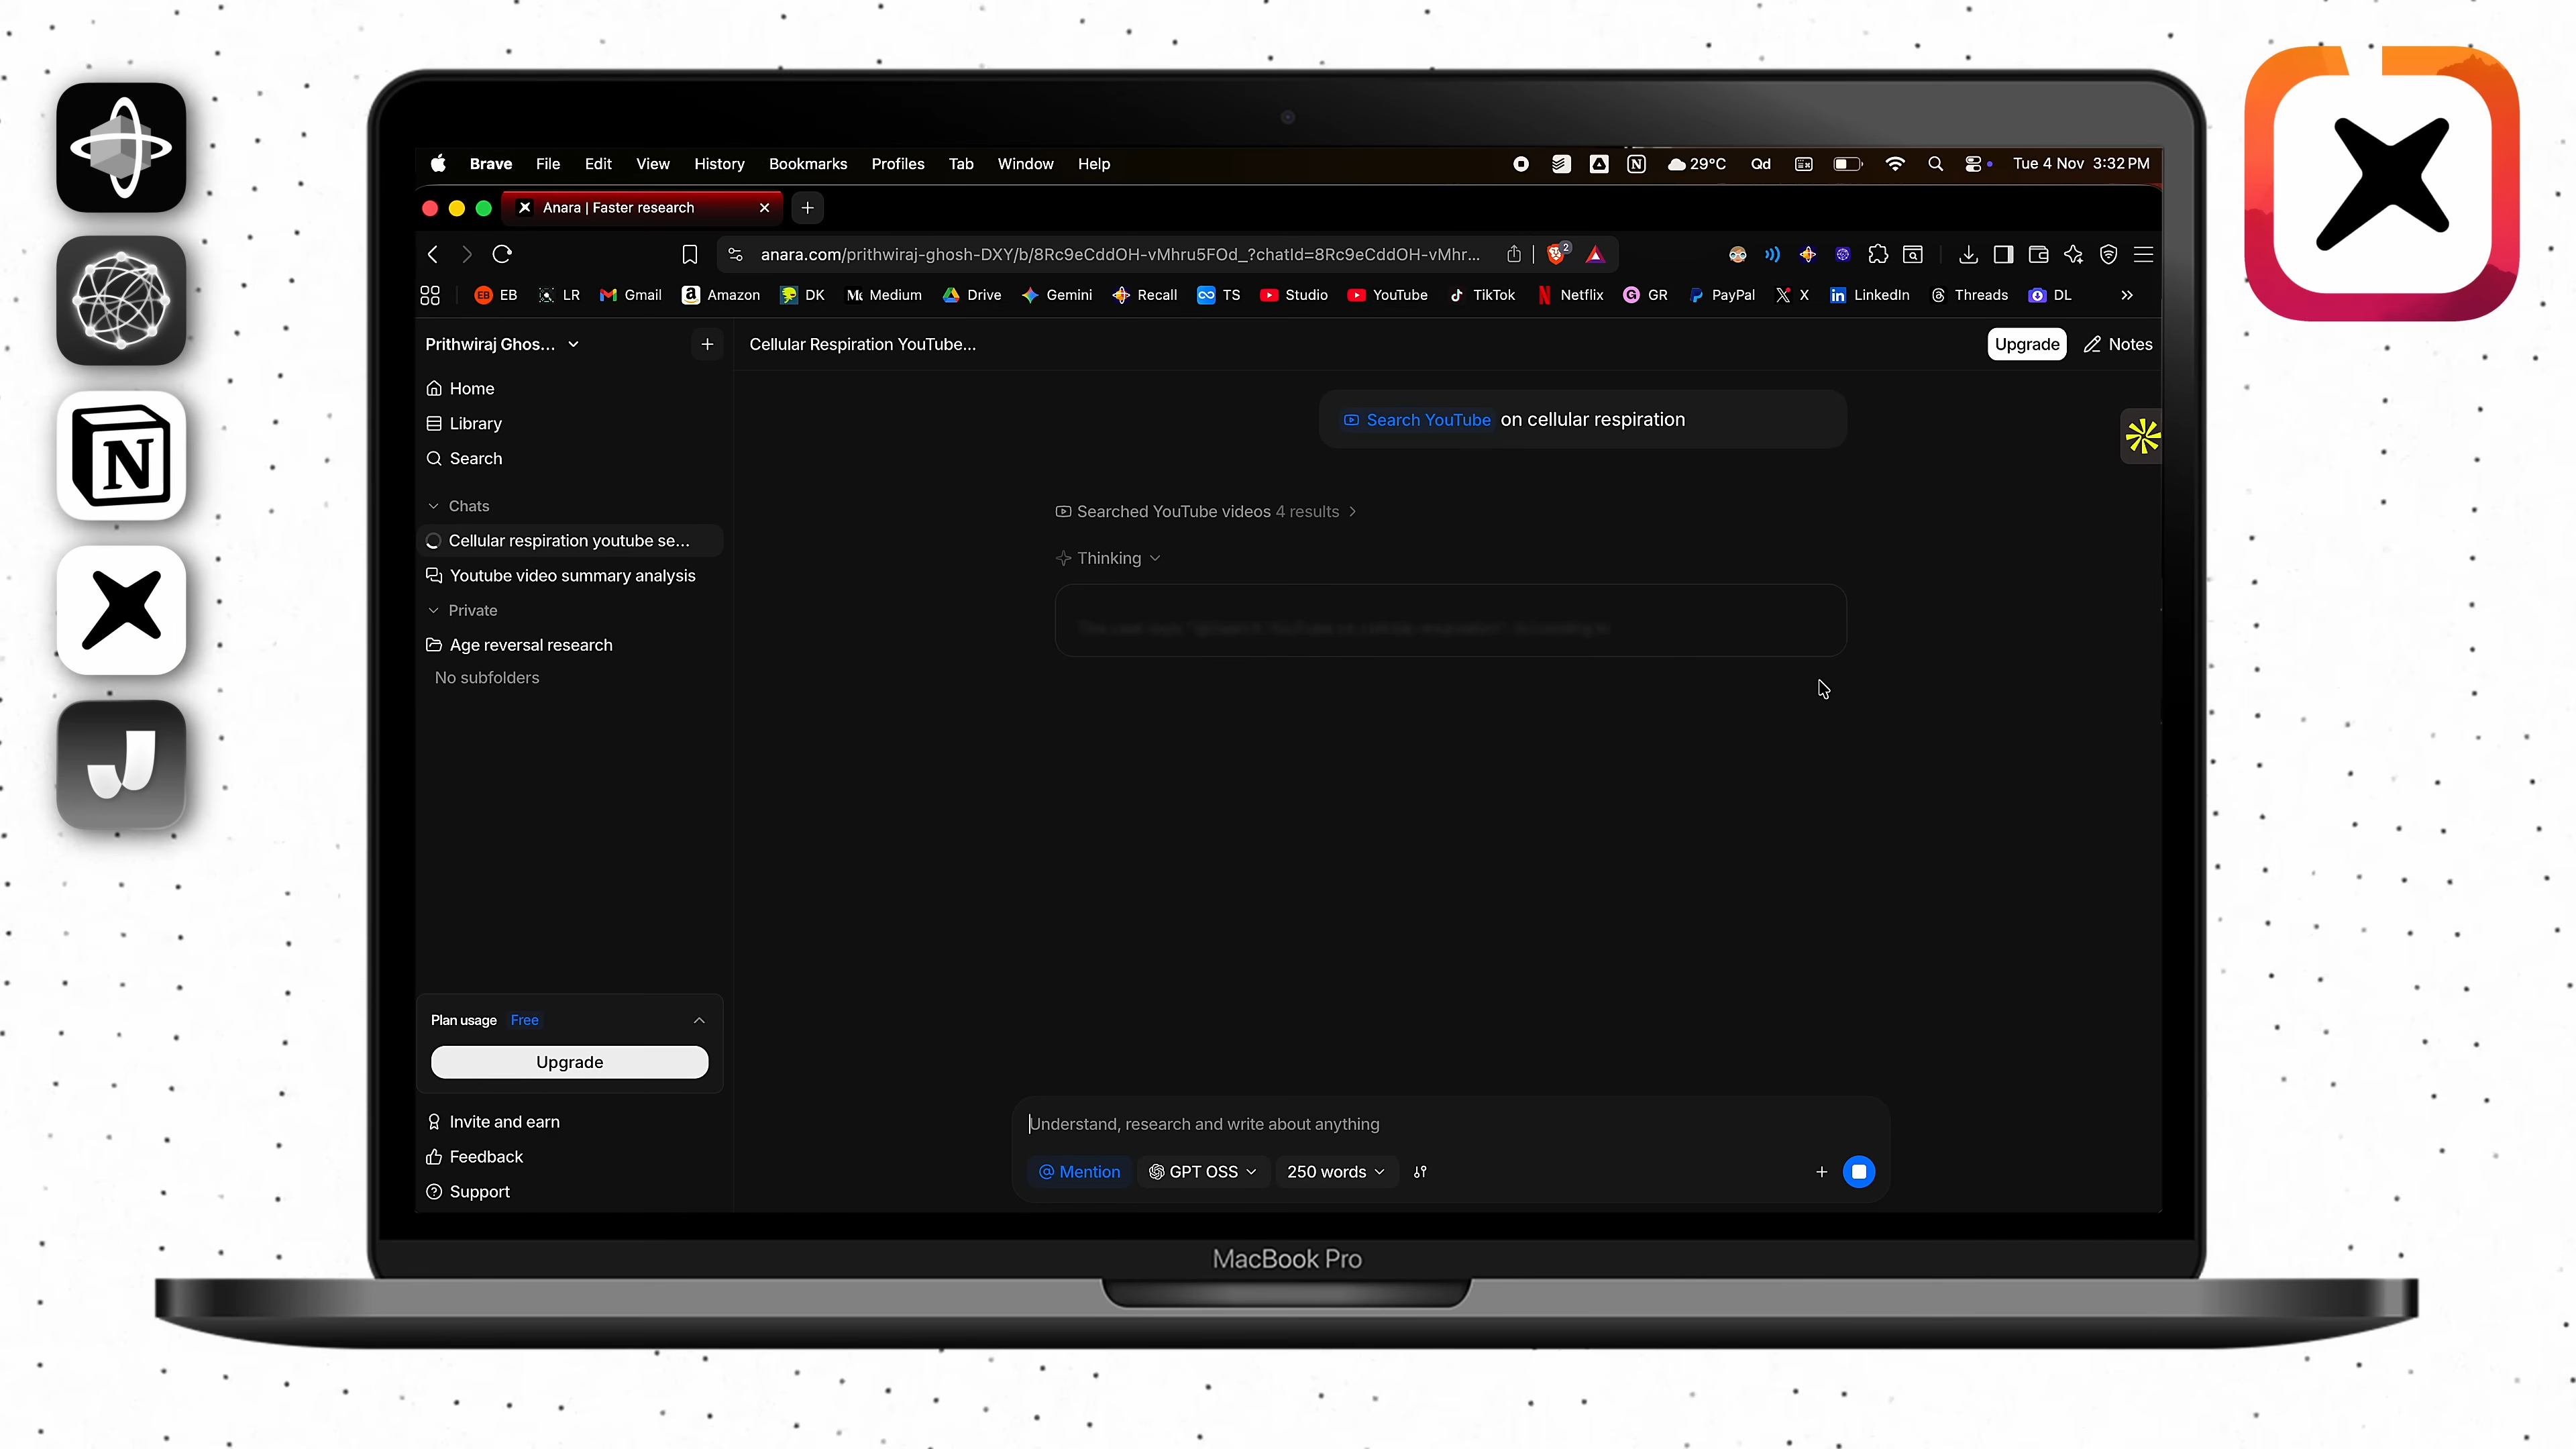 Brave File Edit View History Bookmarks Profiles Tab Window Help 29°C Qd Tue 4 Nov 3:32 PM
Anara | Faster research
anara.com/prithwiraj-ghosh-DXY/b/8Rc9eCddOH-vMhru5FOd_?chatId=8Rc9eCddOH-vMhr... 2
EB EB LR Gmail Amazon DK Medium Drive Gemini Recall TS Studio YouTube TikTok Netflix GR PayPal X LinkedIn Threads DL
Prithwiraj Ghos...
Cellular Respiration YouTube...
Upgrade Notes
Home
Library
Search
Chats
Cellular respiration youtube se...
Youtube video summary analysis
Private
Age reversal research
No subfolders
Search YouTube on cellular respiration
Searched YouTube videos 4 results
Thinking
Plan usage Free
Upgrade
Invite and earn
Feedback
Support
Understand, research and write about anything
@ Mention GPT OSS 250 words
MacBook Pro
N
J